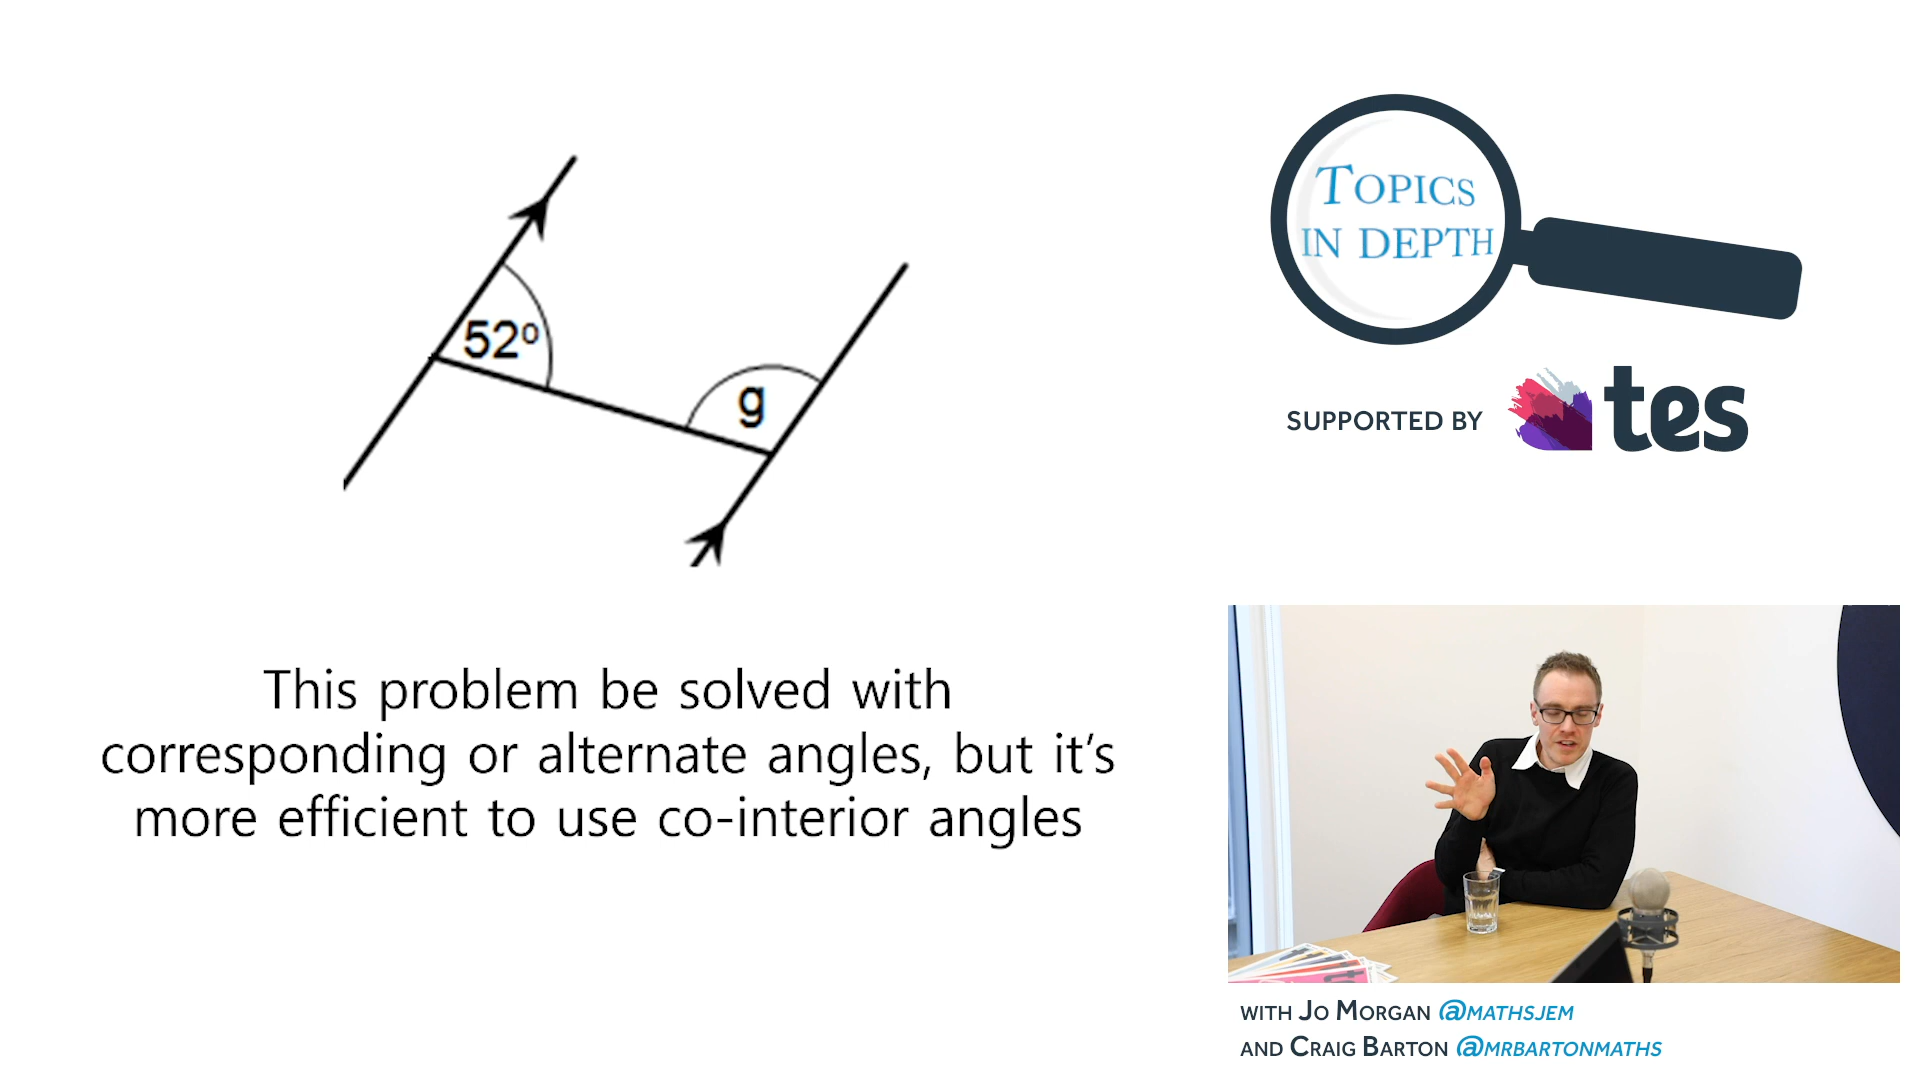 52º
g
This problem be solved with
corresponding or alternate angles, but it’s
more efficient to use co-interior angles
TOPICS
IN DEPTH
SUPPORTED BY
tes
WITH JO MORGAN @MATHSJEM
AND CRAIG BARTON @MRBARTONMATHS